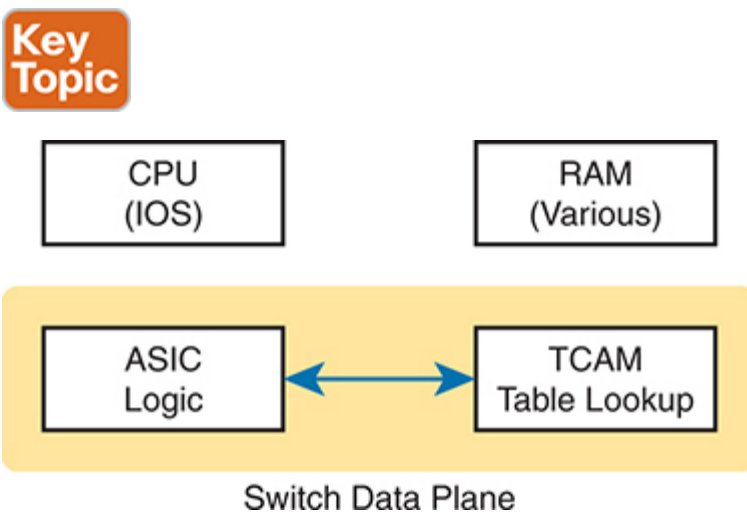 Key
Topic
CPU
(IOS)
RAM
(Various)
ASIC
Logic
TCAM
Table Lookup
Switch Data Plane